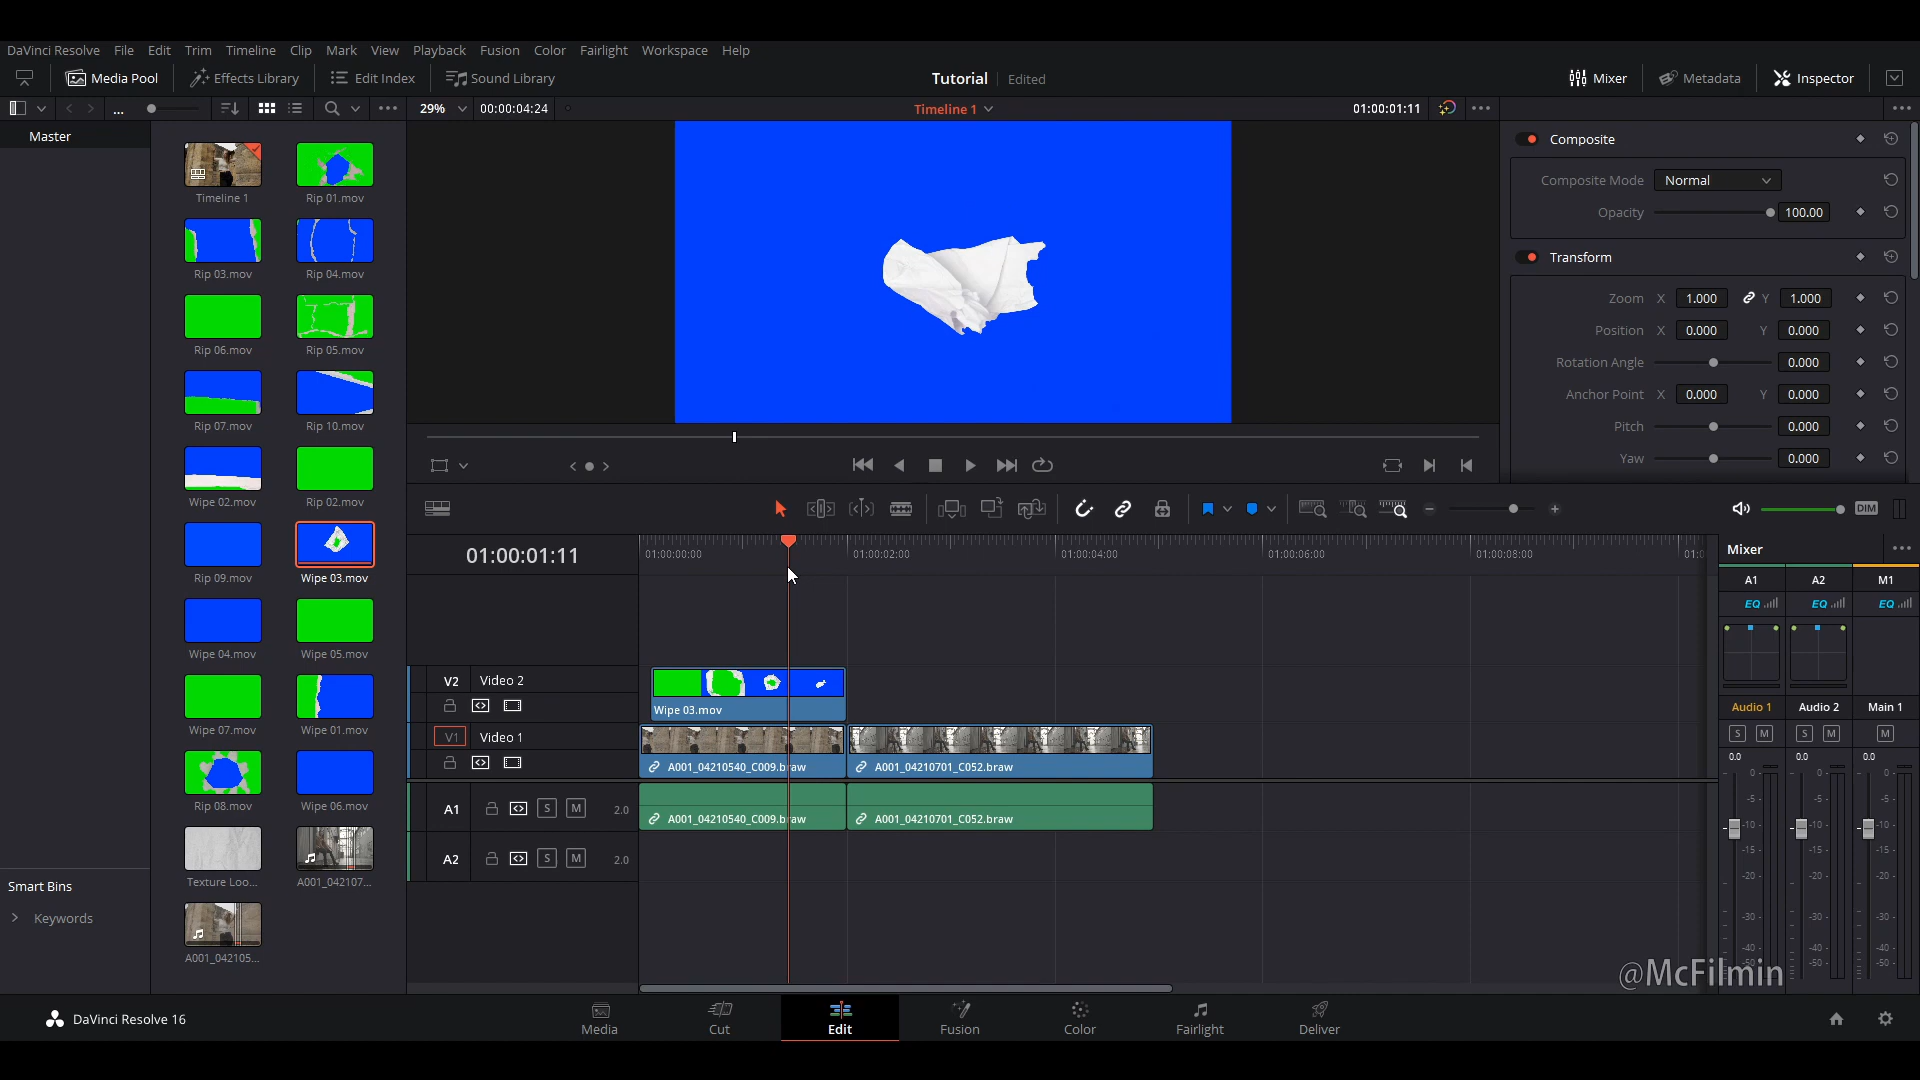 DaVinci Resolve File Edit Trim Timeline Clip Mark View Playback Fusion Color Fairlight Workspace Help
Media Pool Effects Library Edit Index Sound Library Tutorial Edited Mixer Metadata Inspector
... 29% 00:00:04:24 Timeline 1 01:00:01:11
Master
Timeline 1 Rip 01.mov
Rip 03.mov Rip 04.mov
Rip 06.mov Rip 05.mov
Rip 07.mov Rip 10.mov
Wipe 02.mov Rip 02.mov
Rip 09.mov Wipe 03.mov
Wipe 04.mov Wipe 05.mov
Wipe 07.mov Wipe 01.mov
Rip 08.mov Wipe 06.mov
Texture Loo... A001_042107...
A001_042105...
Smart Bins
Keywords
Composite
Composite Mode Normal
Opacity 100.00
Transform
Zoom X 1.000 Y 1.000
Position X 0.000 Y 0.000
Rotation Angle 0.000
Anchor Point X 0.000 Y 0.000
Pitch 0.000
Yaw 0.000
DIM
01:00:01:11
01:00:00:00 01:00:02:00 01:00:04:00 01:00:06:00 01:00:08:00 01:0
V2 Video 2
Wipe 03.mov
V1 Video 1
A001_04210540_C009.braw A001_04210701_C052.braw
A1 S M 2.0
A001_04210540_C009.braw A001_04210701_C052.braw
A2 S M 2.0
Mixer
A1 A2 M1
EQ EQ EQ
Audio 1 Audio 2 Main 1
S M S M M
0.0 0.0 0.0
0- 0- 0-
-5- -5- -5-
-10- -10- -10-
-15- -15- -15-
-20- -20- -20-
-30- -30- -30-
-40- -40- -40-
-50- -50- -50-
@McFilmin
DaVinci Resolve 16
Media Cut Edit Fusion Color Fairlight Deliver